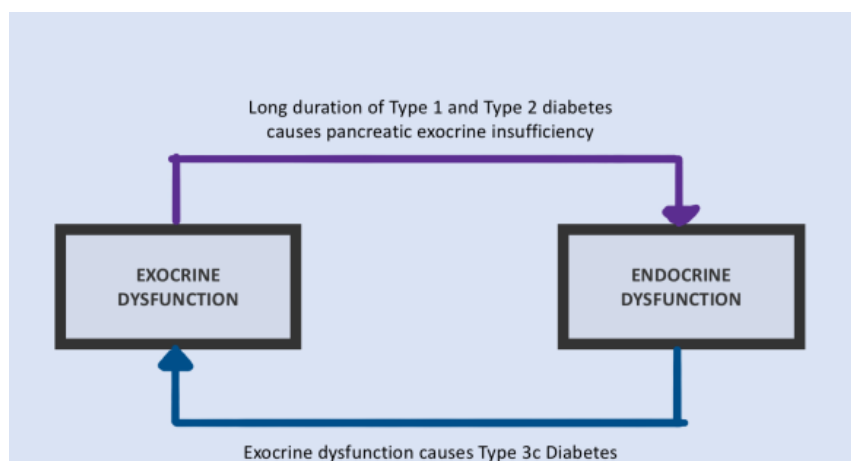 Long duration of Type 1 and Type 2 diabetes
causes pancreatic exocrine insufficiency
EXOCRINE
DYSFUNCTION
ENDOCRINE
DYSFUNCTION
Exocrine dysfunction causes Type 3c Diabetes